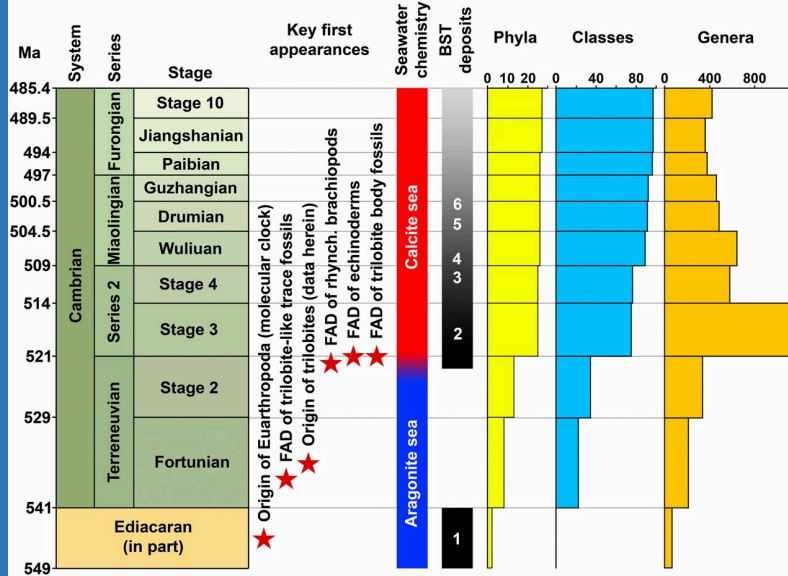 Ma
System
Series
Stage
Key first
appearances
Seawater
chemistry
BST
deposits
Phyla
Classes
Genera
0 10 20
0 40 80
0 400 800
485.4
489.5
494
497
500.5
504.5
509
514
521
529
541
549
Cambrian
Furongian
Miaolingian
Series 2
Terreneuvian
Stage 10
Jiangshanian
Paibian
Guzhangian
Drumian
Wuliuan
Stage 4
Stage 3
Stage 2
Fortunian
Ediacaran
(in part)
Origin of Euarthropoda (molecular clock)
FAD of trilobite-like trace fossils
Origin of trilobites (data herein)
FAD of rhynch. brachiopods
FAD of echinoderms
FAD of trilobite body fossils
Calcite sea
Aragonite sea
6
5
4
3
2
1